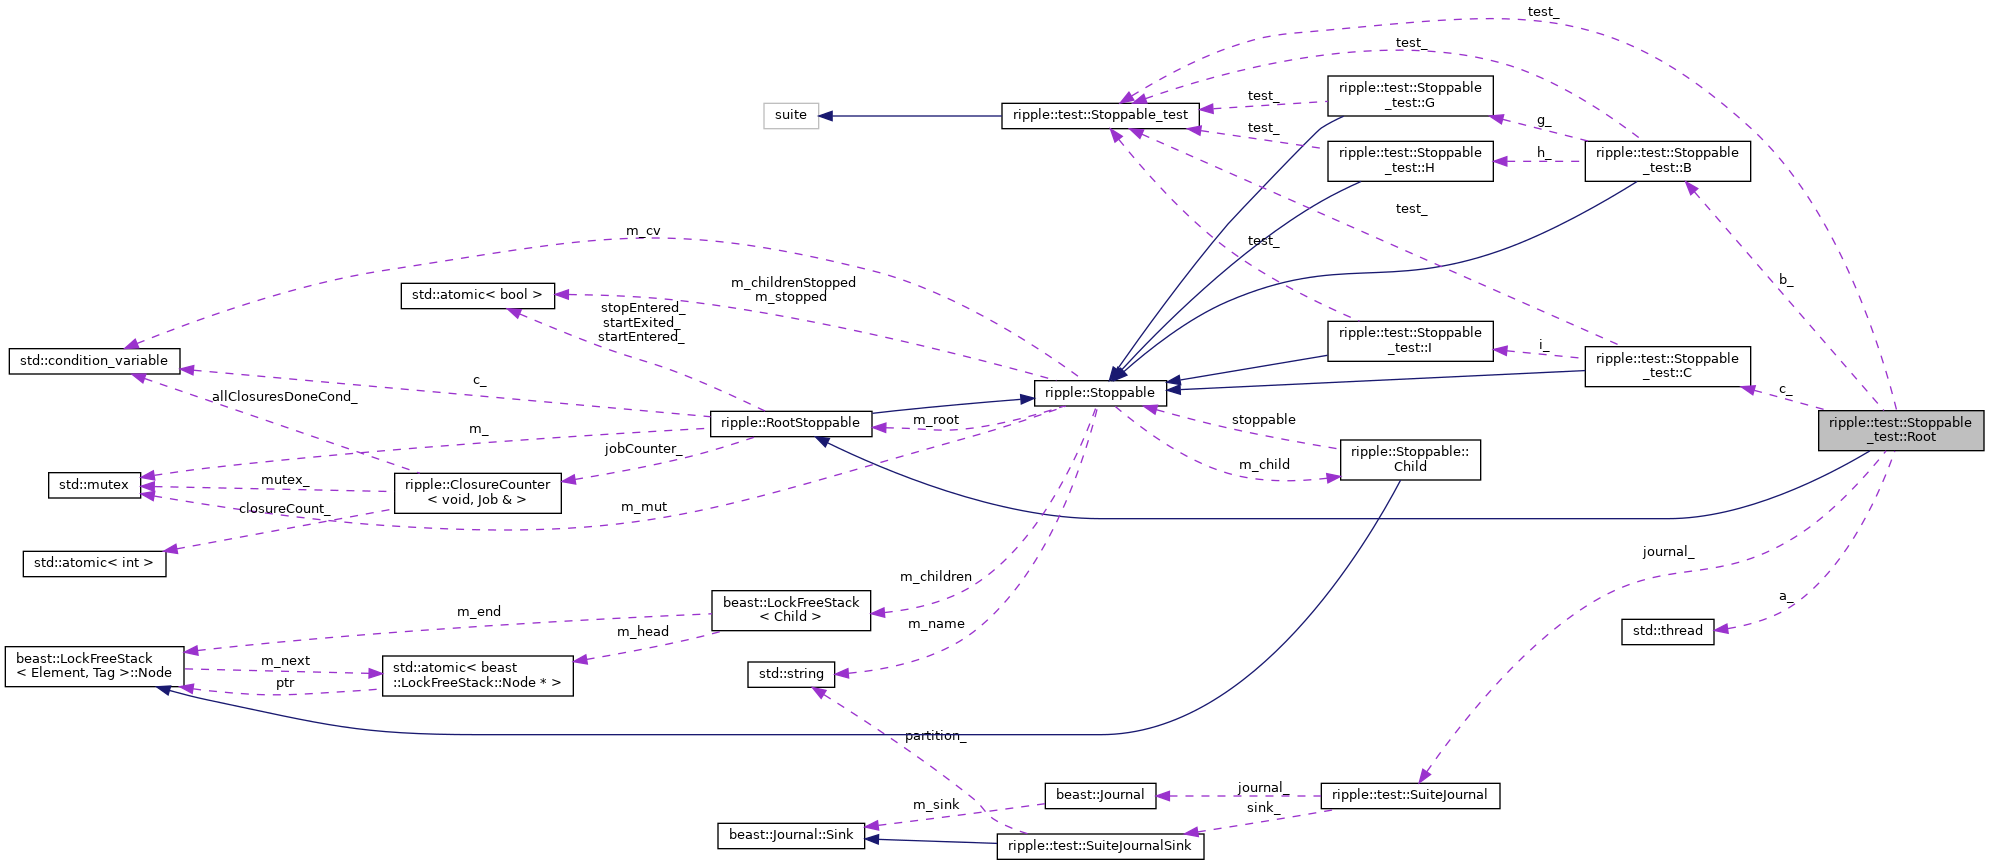 test_
test_
ripple::test::Stoppable
_test::G
test_
suite
ripple::test::Stoppable_test
g_
test_
ripple::test::Stoppable
_test::H
h_
ripple::test::Stoppable
_test::B
test_
m_cv
test_
b_
m_childrenStopped
m_stopped
std::atomic< bool >
stopEntered_
startExited_
startEntered_
ripple::test::Stoppable
_test::I
i_
ripple::test::Stoppable
_test::C
std::condition_variable
c_
ripple::Stoppable
c_
allClosuresDoneCond_
ripple::RootStoppable
m_root
stoppable
ripple::test::Stoppable
_test::Root
m_
jobCounter_
ripple::Stoppable::
Child
m_child
std::mutex
mutex_
ripple::ClosureCounter
< void, Job & >
closureCount_
m_mut
journal_
std::atomic< int >
m_children
a_
m_end
beast::LockFreeStack
< Child >
m_name
m_head
std::thread
beast::LockFreeStack
< Element, Tag >::Node
m_next
ptr
std::atomic< beast
::LockFreeStack::Node * >
std::string
partition_
journal_
beast::Journal
ripple::test::SuiteJournal
m_sink
sink_
beast::Journal::Sink
ripple::test::SuiteJournalSink